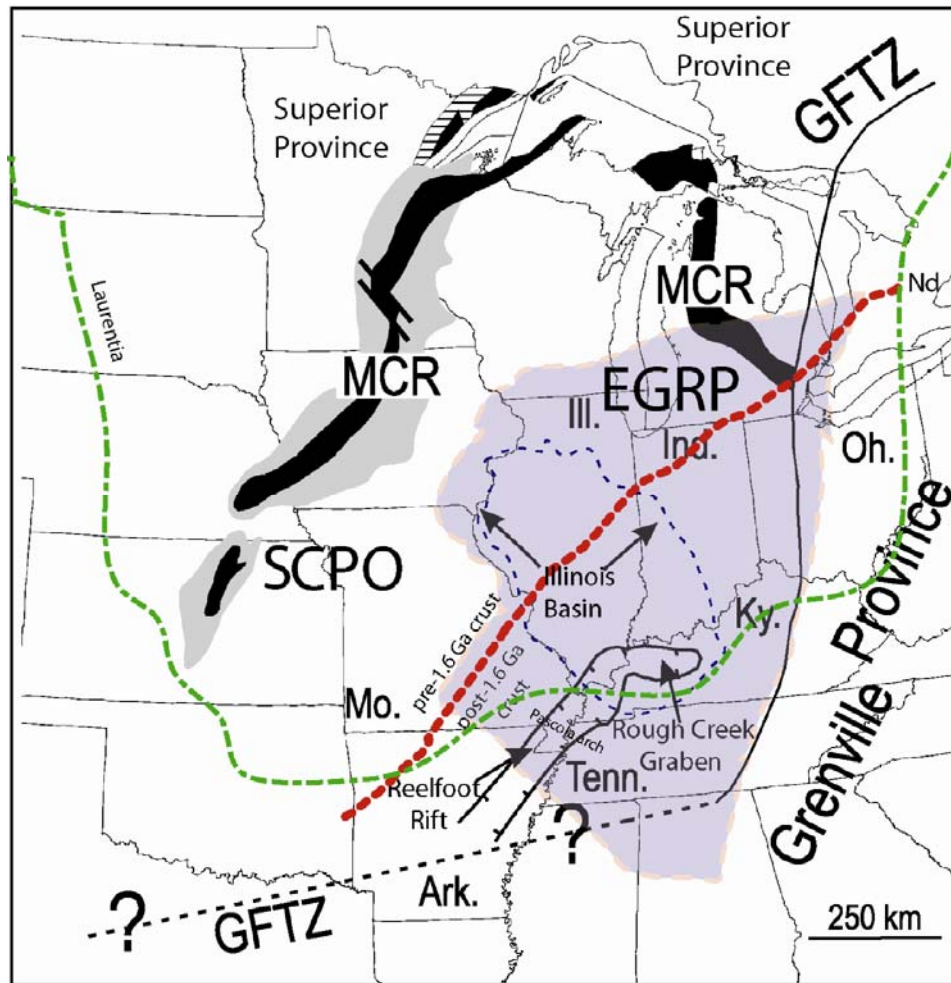 Superior
Province
GFTZ
Superior
Province
Laurentia
Nd
MCR
MCR
EGRP
Ill.
Ind.
Oh.
SCPO
Illinois
Basin
Ky.
pre-1.6 Ga crust
post-1.6 Ga
crust
Mo.
Pascola arch
Rough Creek
Graben
Grenville Province
Reelfoot
Rift
Tenn.
?
Ark.
?
GFTZ
250 km